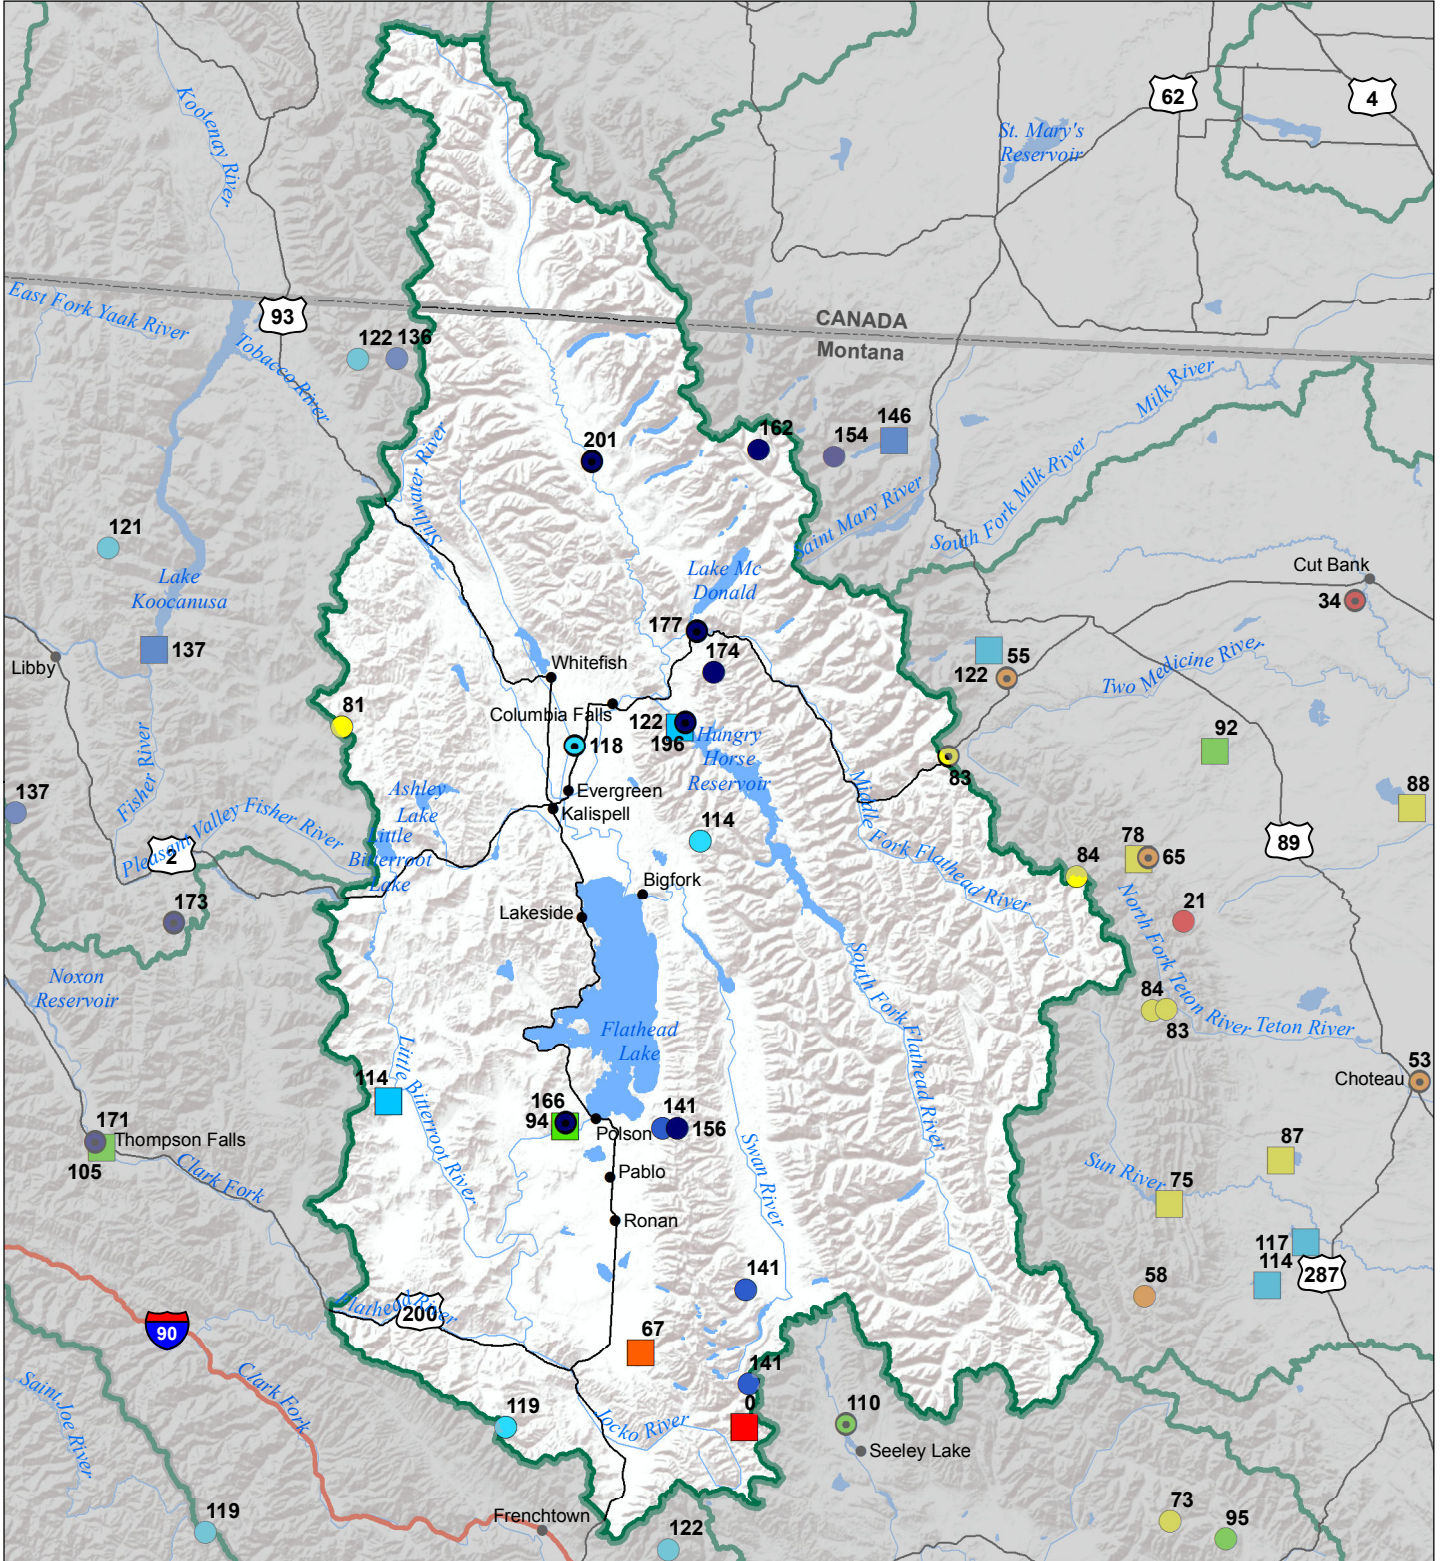 62
4
Kootenay River
St. Mary's
Reservoir
East Fork Yaak River
93
CANADA
Montana
122
136
Tobacco River
Milk River
201
162
154
146
Stillwater River
South Fork Milk River
Saint Mary River
121
Lake
Koocanusa
Lake Mc
Donald
Cut Bank
34
177
174
Libby
137
Whitefish
122
55
Two Medicine River
81
Columbia Falls
118
122
196
Hungry
Horse
Reservoir
83
92
Fisher River
137
Ashley
Lake
Evergreen
Kalispell
88
Pleasant Valley Fisher River
2
Little
Bitterroot
Lake
114
Middle Fork Flathead River
89
78
65
84
Bigfork
Lakeside
173
21
Noxon
Reservoir
North Fork Teton River
South Fork Flathead River
84
83
Teton River
Flathead
Lake
53
Choteau
Little Bitterroot River
114
166
94
Polson
141
156
171
Thompson Falls
105
Clark Fork
Swan River
87
Pablo
Sun River
75
Ronan
117
114
287
141
58
Flathead River
200
90
67
Clark Fork
141
0
119
Jocko River
110
Seeley Lake
Saint Joe River
119
Frenchtown
122
73
95